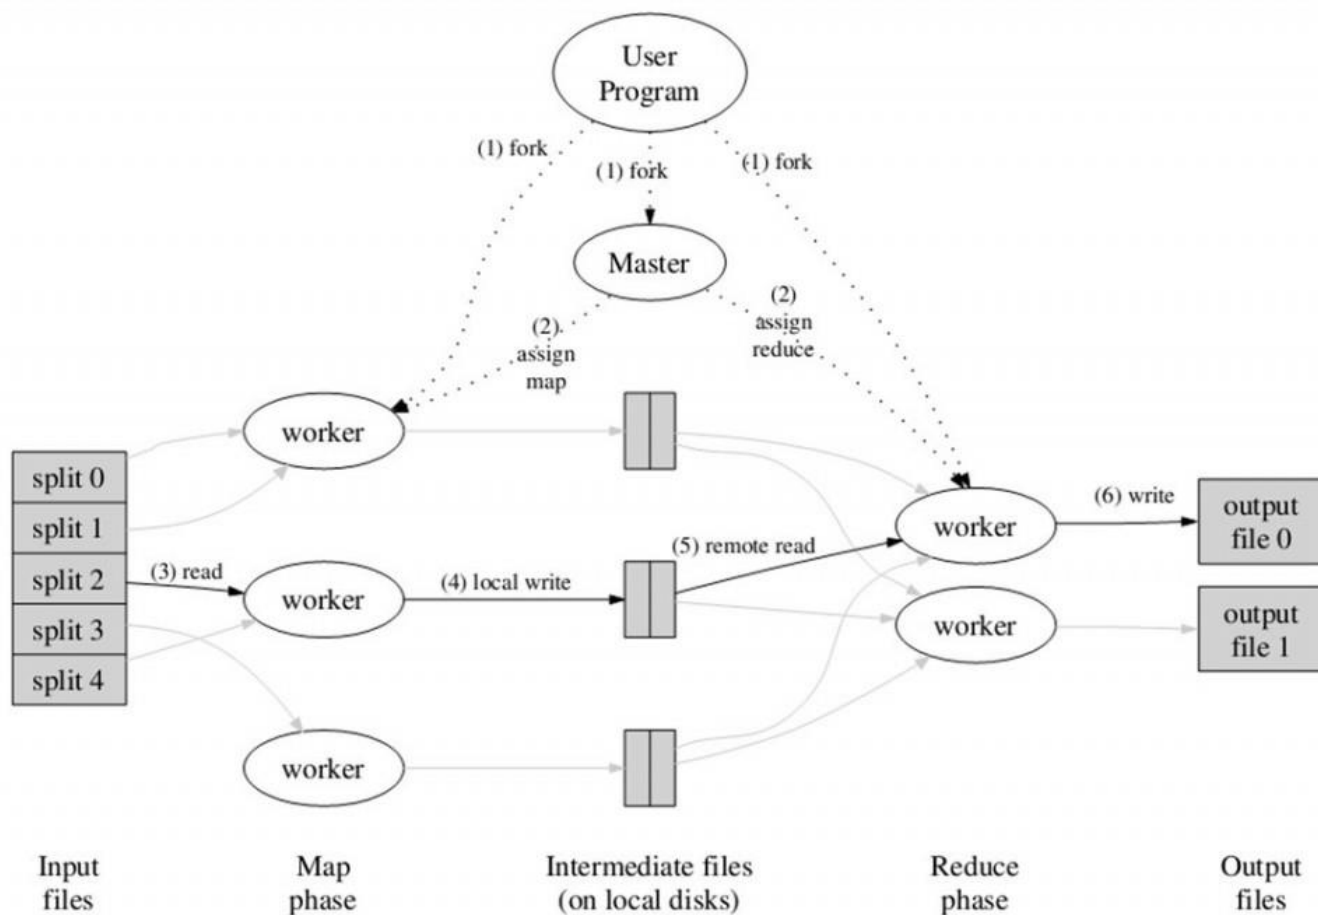 User
Program
(1) fork
(1) fork
(1) fork
Master
(2)
assign
map
(2)
assign
reduce
worker
split 0
split 1
split 2
split 3
split 4
(3) read
worker
(4) local write
(5) remote read
worker
(6) write
output
file 0
worker
output
file 1
worker
Input
files
Map
phase
Intermediate files
(on local disks)
Reduce
phase
Output
files